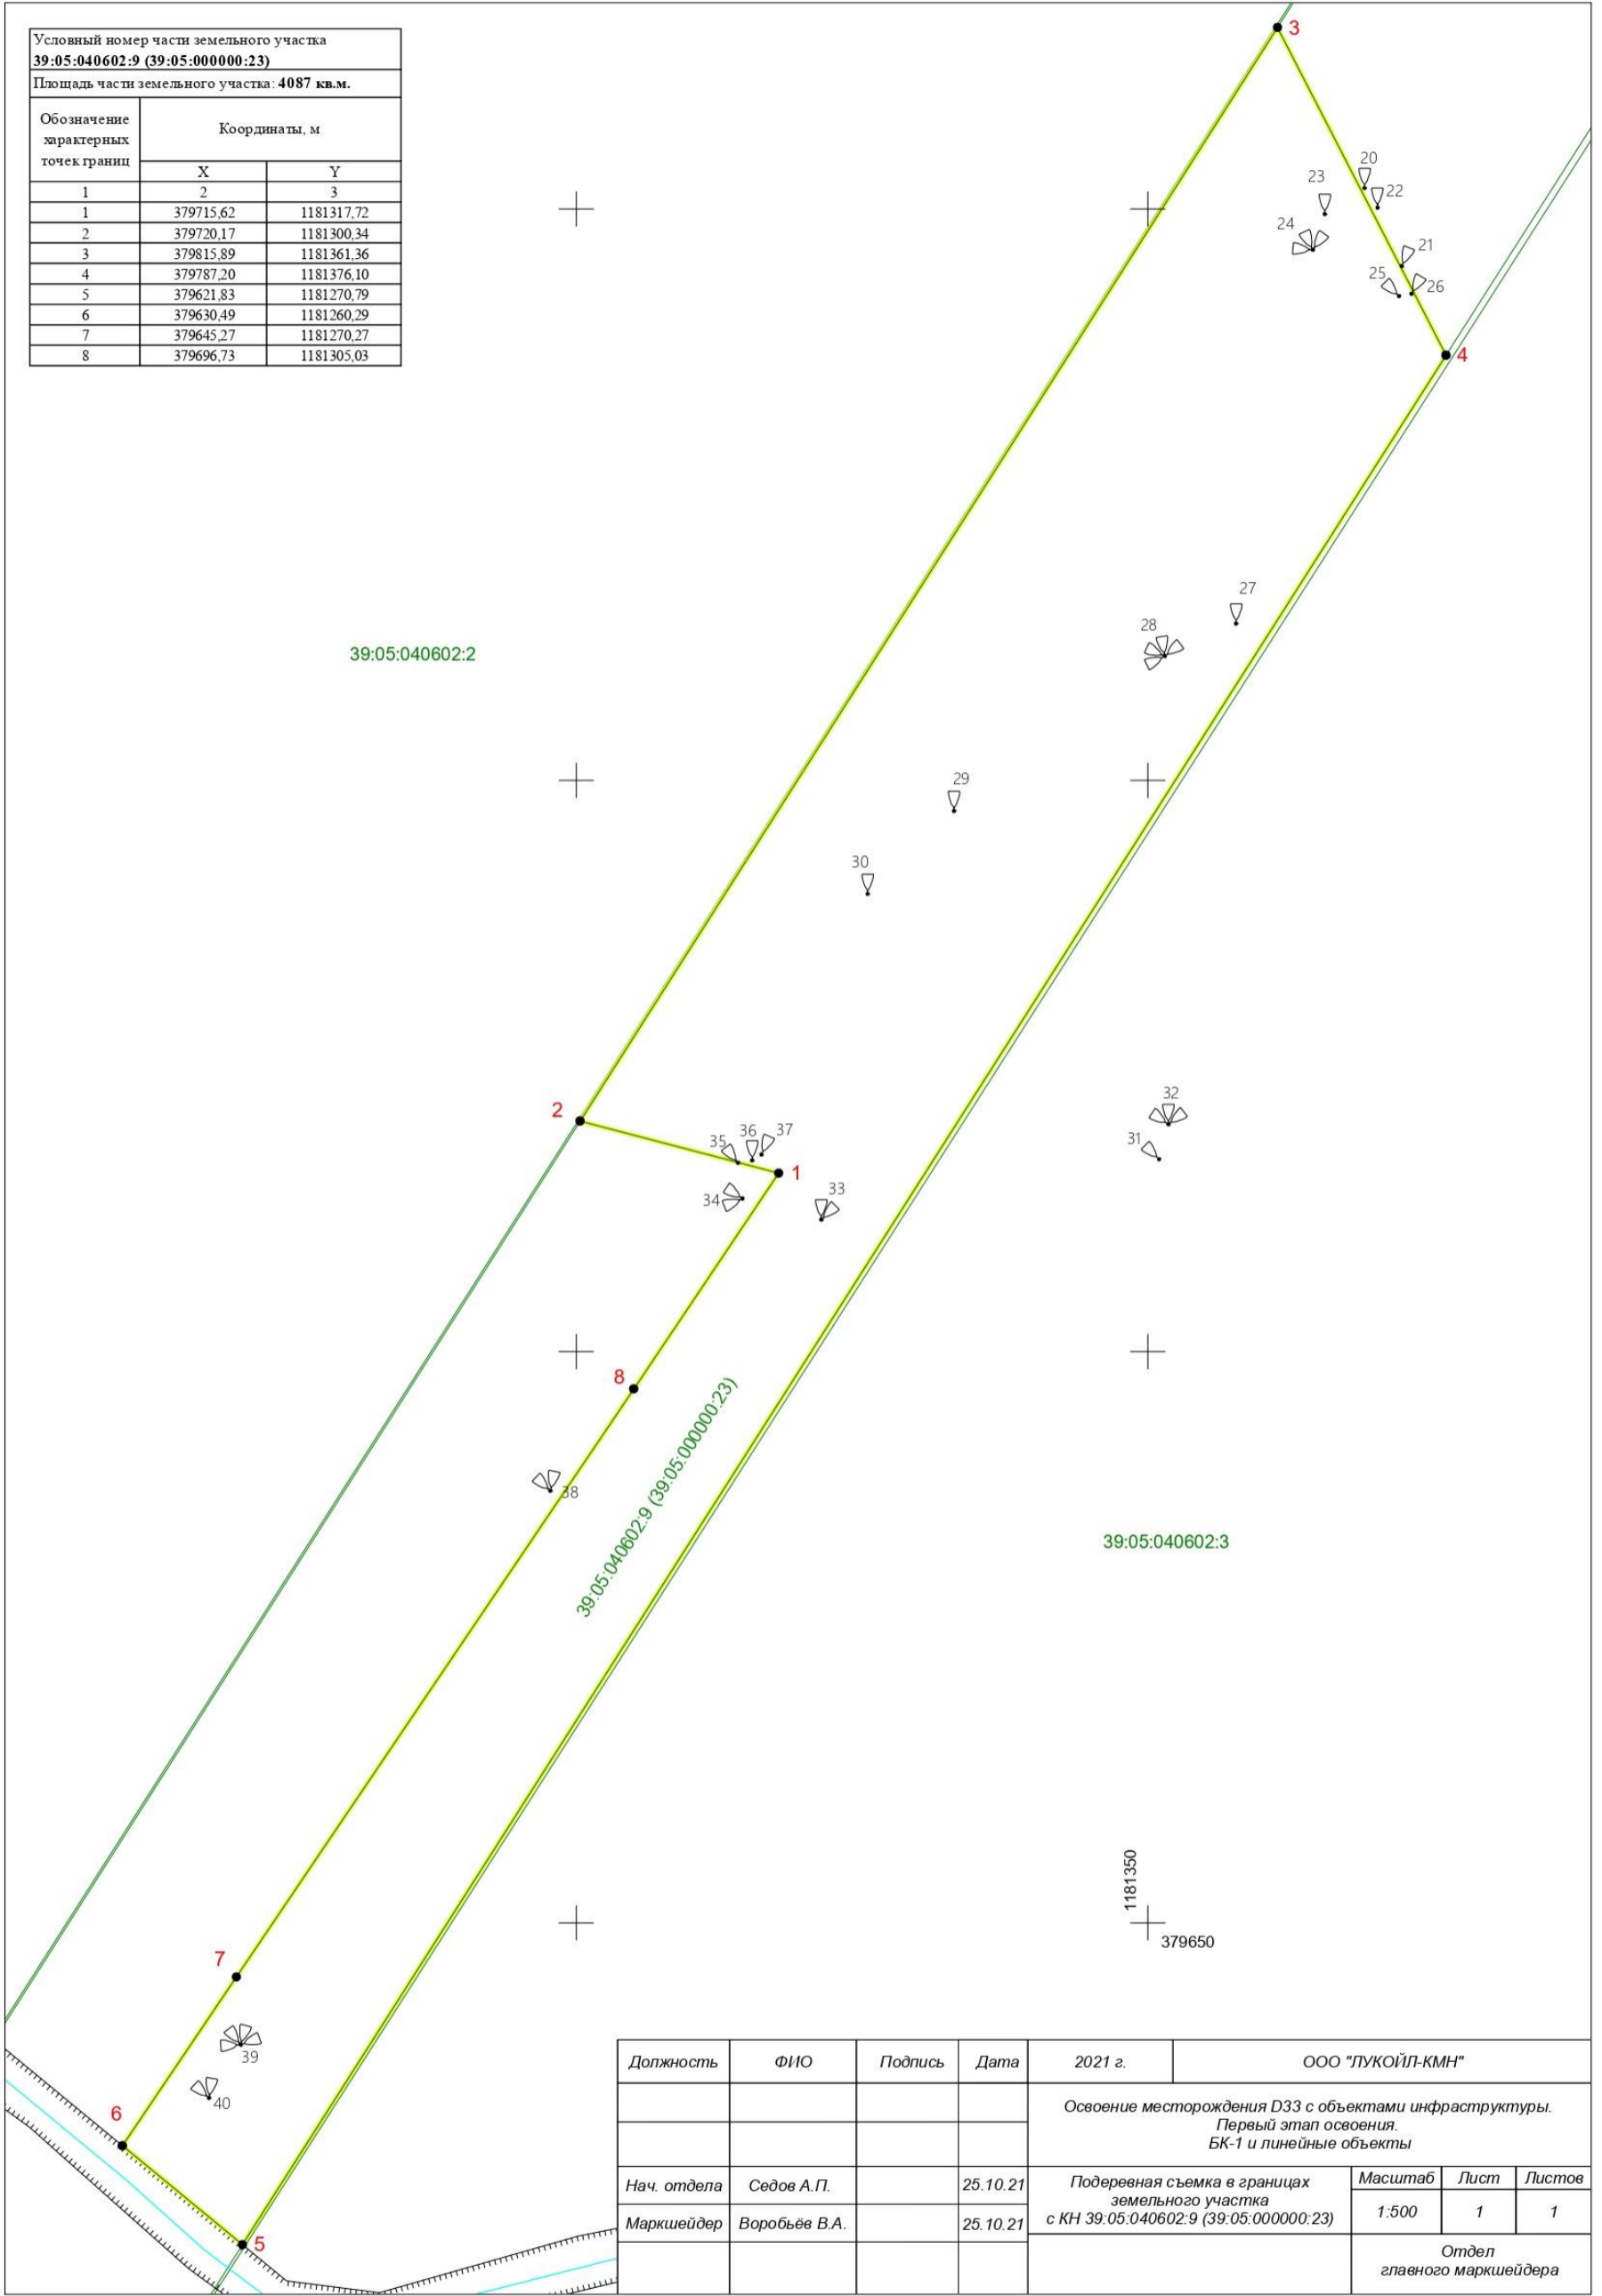 Условный номер части земельного участка
39:05:040602:9 (39:05:000000:23)
Площадь части земельного участка: 4087 кв.м.
Обозначение характерных точек границ
Координаты, м
X Y
1 2 3
1 379715,62 1181317,72
2 379720,17 1181300,34
3 379815,89 1181361,36
4 379787,20 1181376,10
5 379621,83 1181270,79
6 379630,49 1181260,29
7 379645,27 1181270,27
8 379696,73 1181305,03
3
20
23
22
24
21
25
26
4
27
28
39:05:040602:2
29
30
32
2
36 37
35
31
1
33
34
8
38
39:05:040602:9 (39:05:000000:23)
39:05:040602:3
1181350
379650
7
39
40
6
5
Должность ФИО Подпись Дата 2021 г. ООО "ЛУКОЙЛ-КМН"
Освоение месторождения D33 с объектами инфраструктуры.
Первый этап освоения.
БК-1 и линейные объекты
Нач. отдела Седов А.П. 25.10.21
Маркшейдер Воробьёв В.А. 25.10.21
Подеревная съемка в границах
земельного участка
с КН 39:05:040602:9 (39:05:000000:23)
Масштаб Лист Листов
1:500 1 1
Отдел
главного маркшейдера